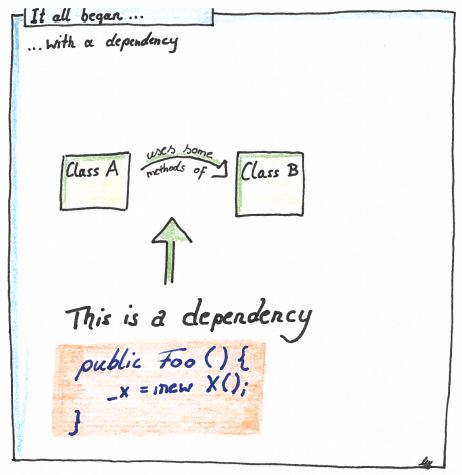 It all began...
...with a dependency
uses some
methods of
Class A
Class B
This is a dependency
public Foo () {
_x = new X();
}